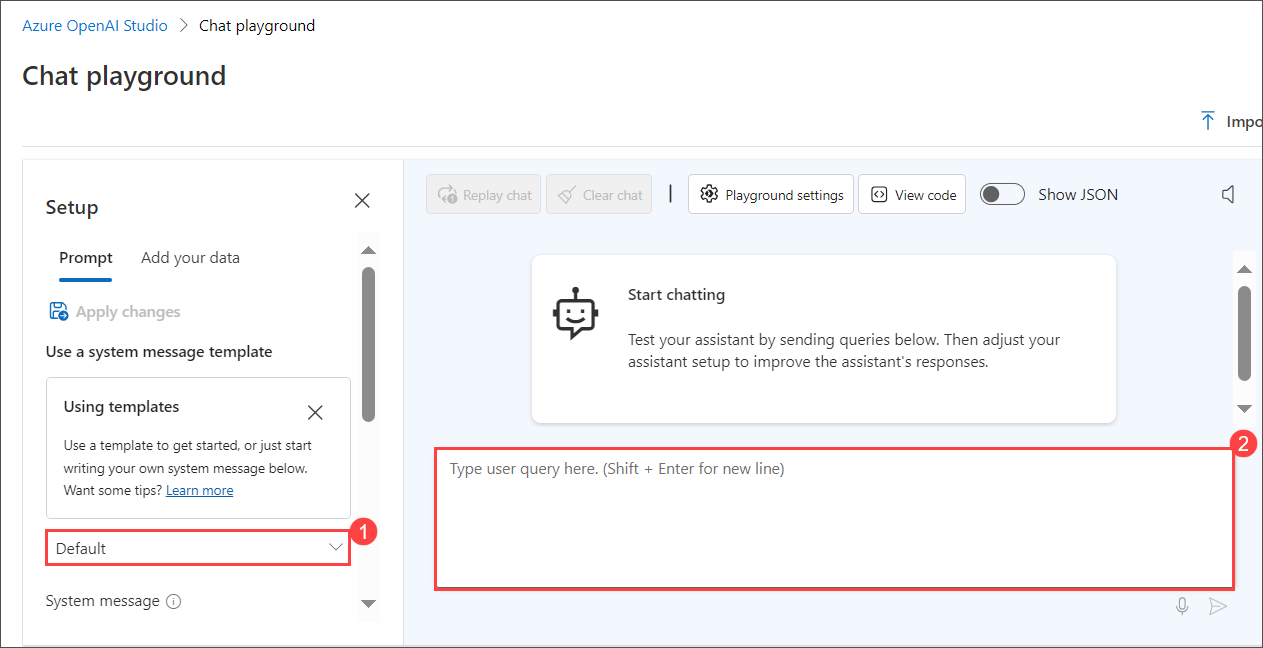 Azure OpenAI Studio > Chat playground
Chat playground
Impo
Setup
Prompt Add your data
Apply changes
Use a system message template
Using templates
Use a template to get started, or just start
writing your own system message below.
Want some tips? Learn more
Default
1
System message
Replay chat Clear chat | Playground settings View code Show JSON
Start chatting
Test your assistant by sending queries below. Then adjust your
assistant setup to improve the assistant's responses.
2
Type user query here. (Shift + Enter for new line)